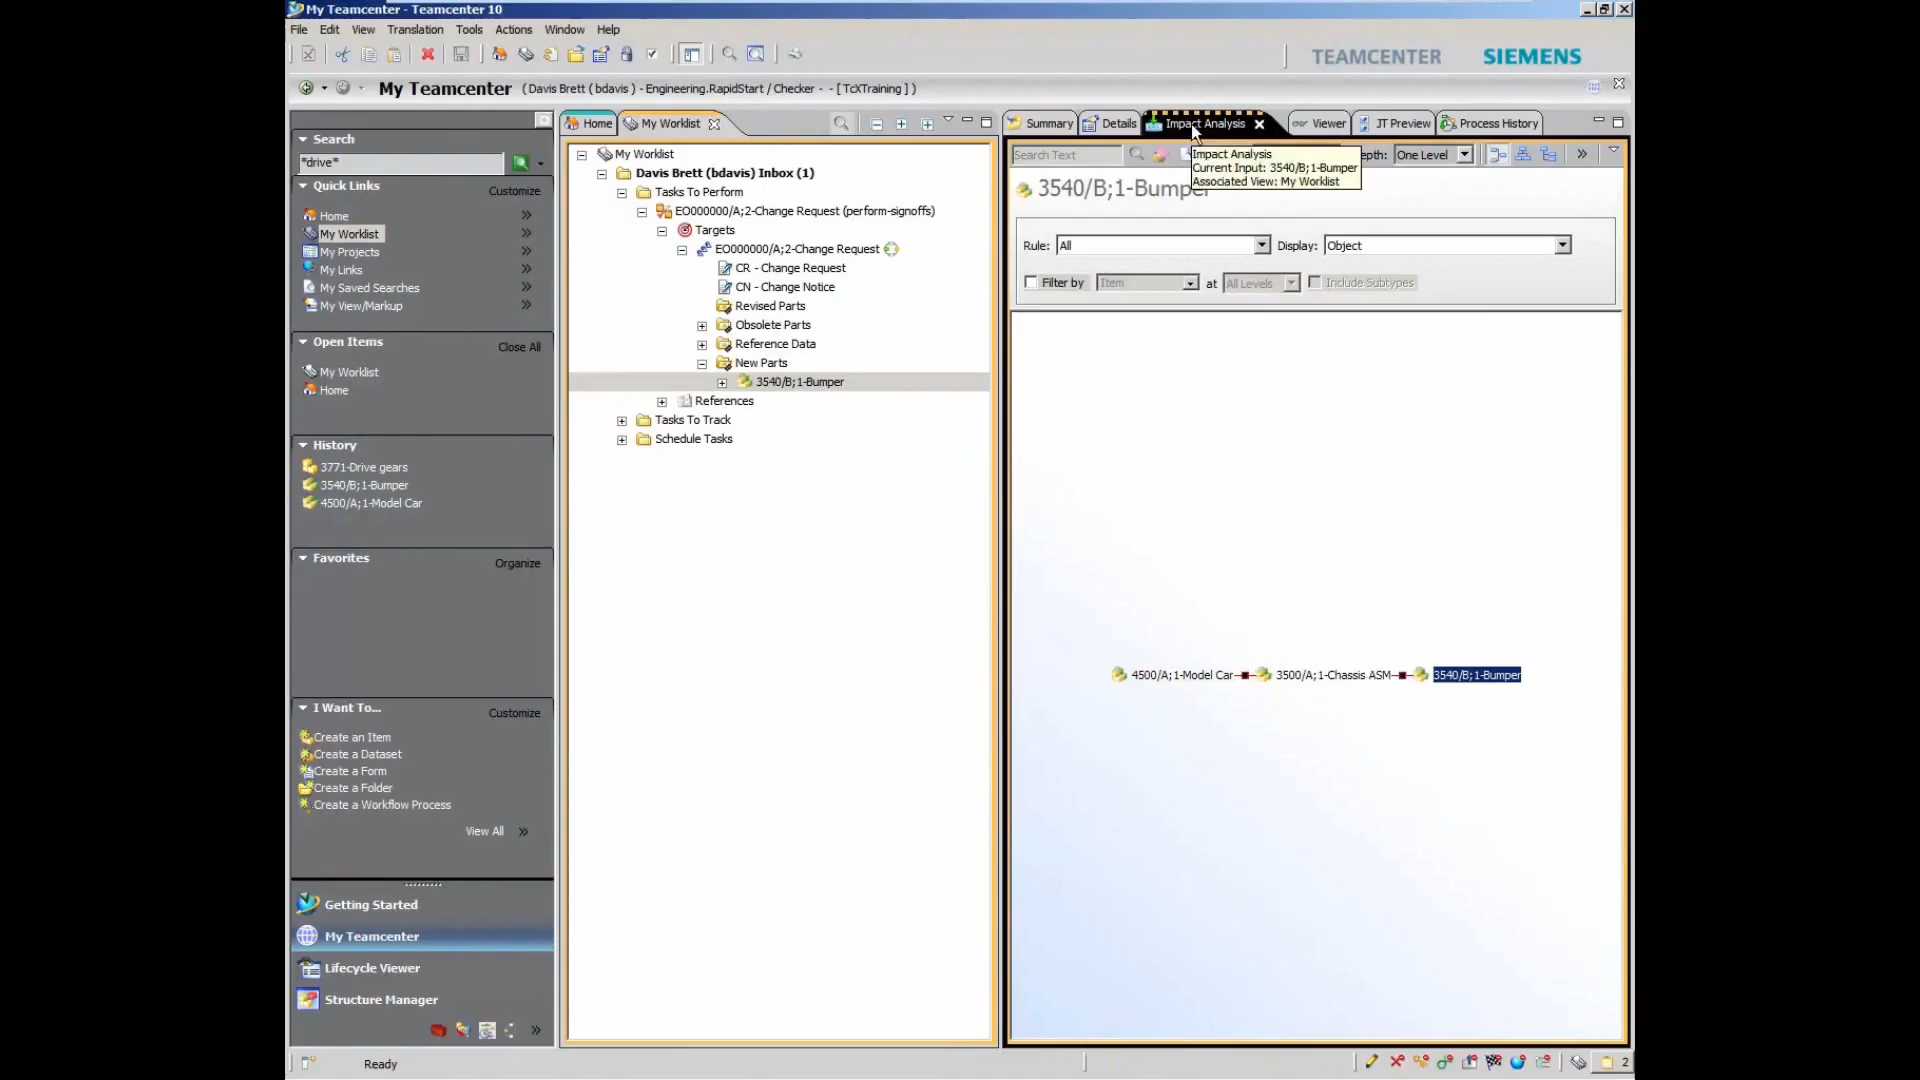 My Teamcenter - Teamcenter 10
File Edit View Translation Tools Actions Window Help
TEAMCENTER SIEMENS
My Teamcenter ( Davis Brett ( bdavis ) - Engineering.RapidStart / Checker - - [ TcXTraining ] )
Search
*drive*
Quick Links Customize
Home
My Worklist
My Projects
My Links
My Saved Searches
My View/Markup
Open Items Close All
My Worklist
Home
History
3771-Drive gears
3540/B;1-Bumper
4500/A;1-Model Car
Favorites Organize
I Want To... Customize
Create an Item
Create a Dataset
Create a Form
Create a Folder
Create a Workflow Process
View All
Getting Started
My Teamcenter
Lifecycle Viewer
Structure Manager
Home My Worklist
My Worklist
Davis Brett (bdavis) Inbox (1)
Tasks To Perform
EO000000/A;2-Change Request (perform-signoffs)
Targets
EO000000/A;2-Change Request
CR - Change Request
CN - Change Notice
Revised Parts
Obsolete Parts
Reference Data
New Parts
3540/B;1-Bumper
References
Tasks To Track
Schedule Tasks
Summary Details Impact Analysis Viewer JT Preview Process History
Search Text epth: One Level
Impact Analysis
Current Input: 3540/B;1-Bumper
Associated View: My Worklist
3540/B;1-Bumper
Rule: All Display: Object
Filter by Item at All Levels Include Subtypes
4500/A;1-Model Car 3500/A;1-Chassis ASM 3540/B;1-Bumper
Ready 2